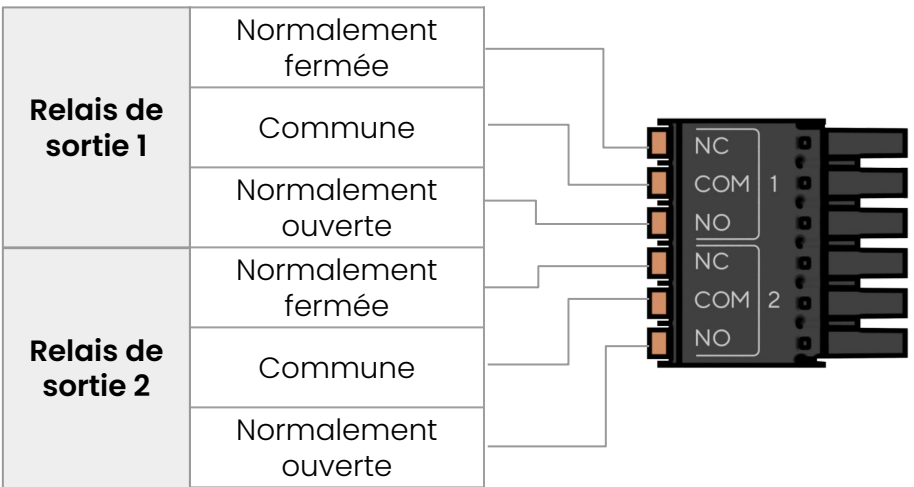 Relais de
sortie 1
Normalement
fermée
Commune
Normalement
ouverte
Relais de
sortie 2
Normalement
fermée
Commune
Normalement
ouverte
NC
COM 1
NO
NC
COM 2
NO